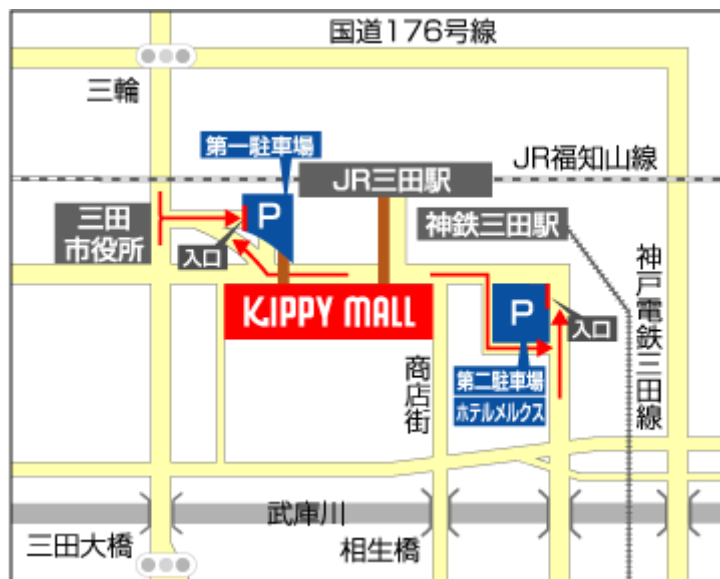 国道176号線
三輪
第一駐車場
JR福知山線
JR三田駅
P
三田
市役所
神鉄三田駅
入口
神戸電鉄三田線
KiPPY MALL
P
入口
商店街
第二駐車場
ホテルメルクス
武庫川
三田大橋
相生橋